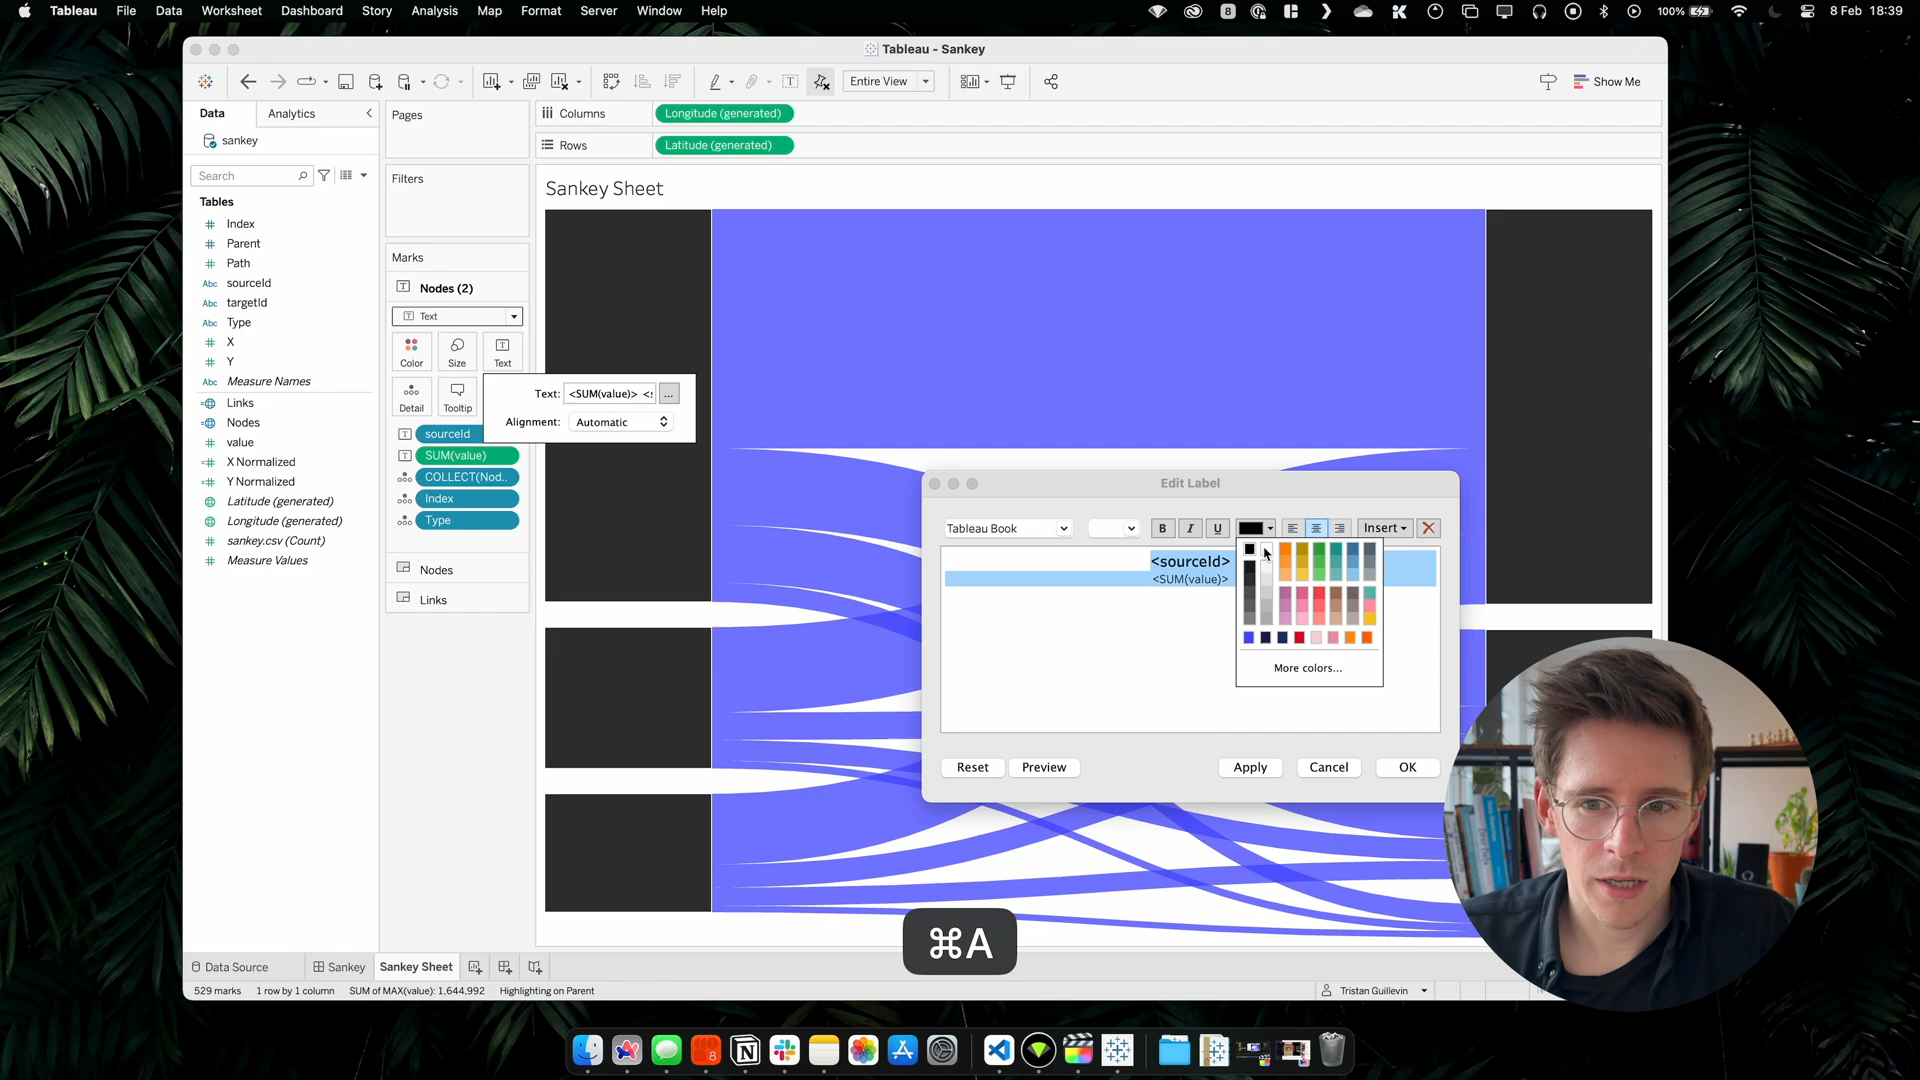 Tableau File Data Worksheet Dashboard Story Analysis Map Format Server Window Help
8
100% 8 Feb 18:39
Tableau - Sankey
Entire View
Show Me
Data Analytics
sankey
Search
Tables
Index
Parent
Path
Abc sourceId
Abc targetId
Abc Type
X
Y
Abc Measure Names
Links
Nodes
value
X Normalized
Y Normalized
Latitude (generated)
Longitude (generated)
sankey.csv (Count)
Measure Values
Pages
Filters
Marks
Nodes (2)
Text
Color Size Text
Detail Tooltip
sourceId
SUM(value)
COLLECT(Nod..
Index
Type
Nodes
Links
Columns Longitude (generated)
Rows Latitude (generated)
Sankey Sheet
Text: <SUM(value)> <s ...
Alignment: Automatic
Edit Label
Tableau Book B I U Insert
<sourceId>
<SUM(value)>
More colors...
Reset Preview Apply Cancel OK
⌘A
Data Source Sankey Sankey Sheet
529 marks 1 row by 1 column SUM of MAX(value): 1,644,992 Highlighting on Parent
Tristan Guillevin